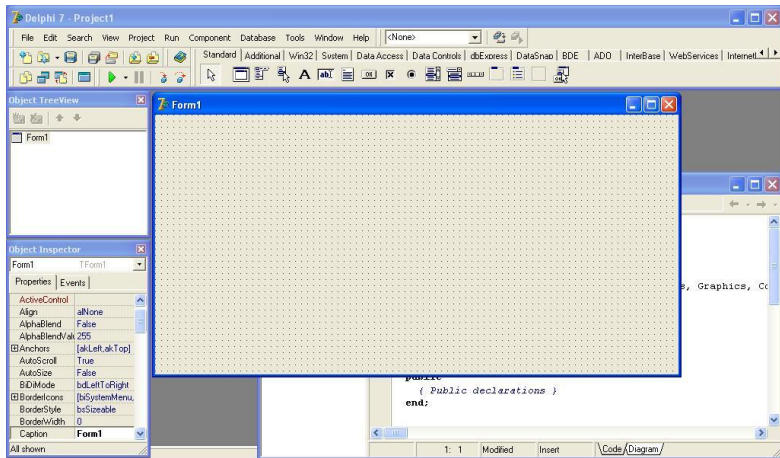 Delphi 7 - Project1
File Edit Search View Project Run Component Database Tools Window Help <None>
Standard Additional Win32 System Data Access Data Controls dbExpress DataSnap BDE ADO InterBase WebServices Internet
Object TreeView
Form1
Form1
Object Inspector
Form1 TForm1
Properties Events
ActiveControl
Align alNone
AlphaBlend False
AlphaBlendValu 255
Anchors [akLeft,akTop]
AutoScroll True
AutoSize False
BiDiMode bdLeftToRight
BorderIcons [biSystemMenu,
BorderStyle bsSizeable
BorderWidth 0
Caption Form1
All shown
s, Graphics, Co
public
{ Public declarations }
end;
1: 1 Modified Insert Code Diagram